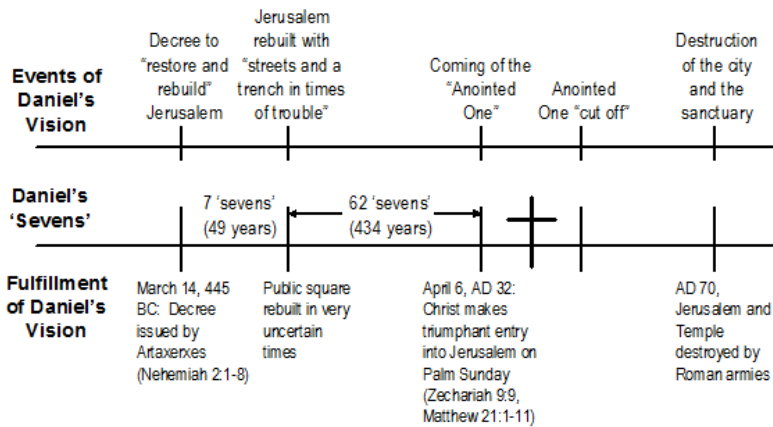 Events of
Daniel's
Vision
Decree to
"restore and
rebuild"
Jerusalem
Jerusalem
rebuilt with
"streets and a
trench in times
of trouble"
Coming of the
"Anointed
One"
Anointed
One "cut off"
Destruction
of the city
and the
sanctuary
Daniel's
'Sevens'
7 'sevens'
(49 years)
62 'sevens'
(434 years)
Fulfillment
of Daniel's
Vision
March 14, 445
BC: Decree
issued by
Artaxerxes
(Nehemiah 2:1-8)
Public square
rebuilt in very
uncertain
times
April 6, AD 32:
Christ makes
triumphant entry
into Jerusalem on
Palm Sunday
(Zechariah 9:9,
Matthew 21:1-11)
AD 70,
Jerusalem and
Temple
destroyed by
Roman armies